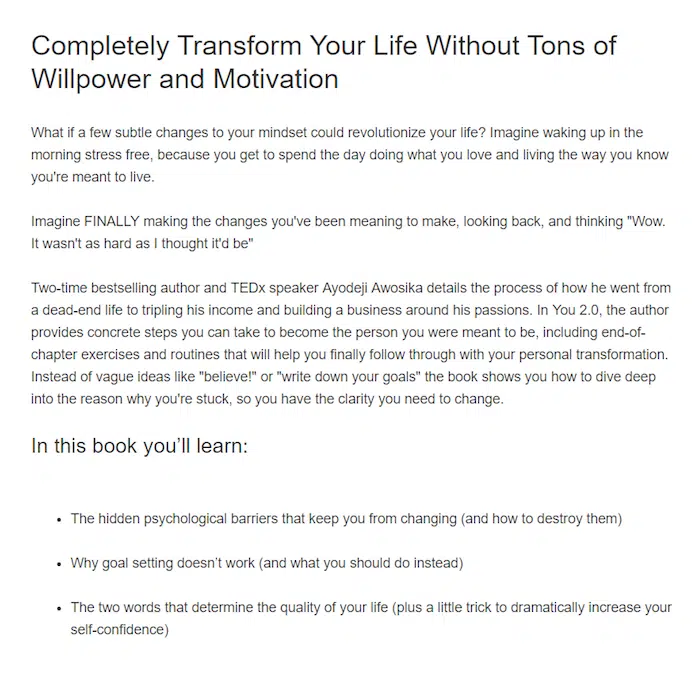 Completely Transform Your Life Without Tons of
Willpower and Motivation
What if a few subtle changes to your mindset could revolutionize your life? Imagine waking up in the
morning stress free, because you get to spend the day doing what you love and living the way you know
you're meant to live.
Imagine FINALLY making the changes you've been meaning to make, looking back, and thinking "Wow.
It wasn't as hard as I thought it'd be"
Two-time bestselling author and TEDx speaker Ayodeji Awosika details the process of how he went from
a dead-end life to tripling his income and building a business around his passions. In You 2.0, the author
provides concrete steps you can take to become the person you were meant to be, including end-of-
chapter exercises and routines that will help you finally follow through with your personal transformation.
Instead of vague ideas like "believe!" or "write down your goals" the book shows you how to dive deep
into the reason why you're stuck, so you have the clarity you need to change.
In this book you’ll learn:
• The hidden psychological barriers that keep you from changing (and how to destroy them)
• Why goal setting doesn’t work (and what you should do instead)
• The two words that determine the quality of your life (plus a little trick to dramatically increase your
self-confidence)